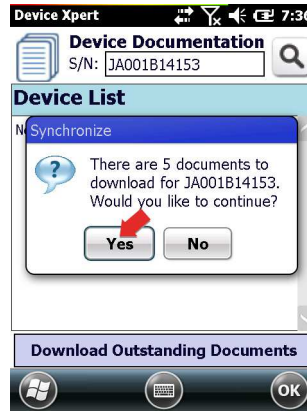 Device Xpert 7:30
Device Documentation
S/N: JA001B14153
Device List
Synchronize
There are 5 documents to
download for JA001B14153.
Would you like to continue?
Yes No
Download Outstanding Documents
OK